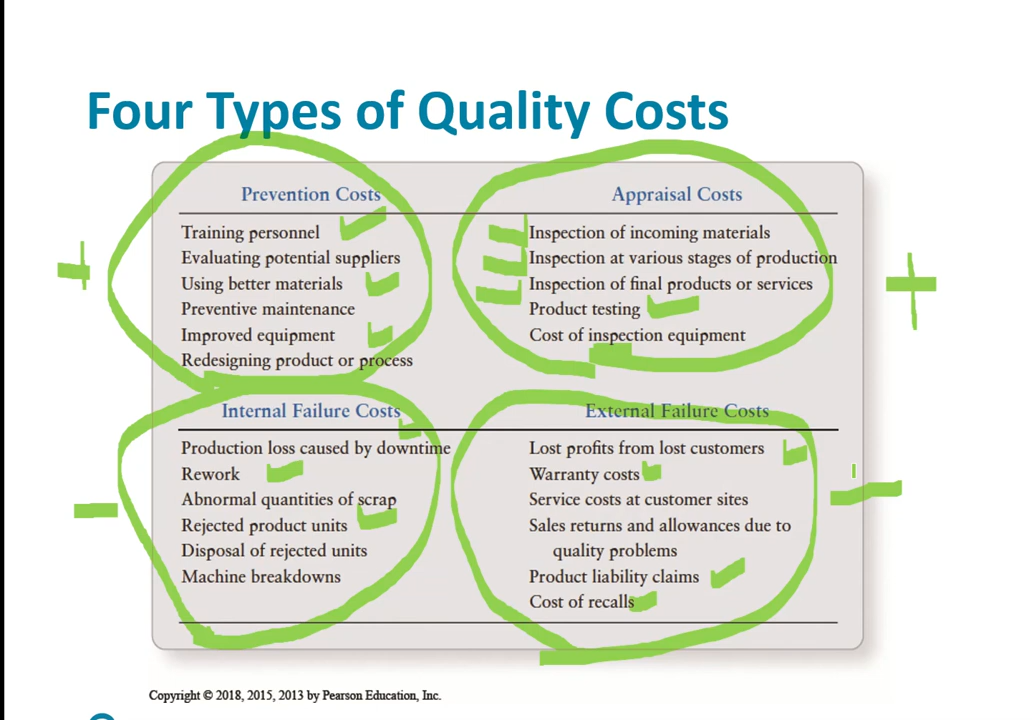 Four Types of Quality Costs
Prevention Costs
Training personnel
Evaluating potential suppliers
Using better materials
Preventive maintenance
Improved equipment
Redesigning product or process
Appraisal Costs
Inspection of incoming materials
Inspection at various stages of production
Inspection of final products or services
Product testing
Cost of inspection equipment
Internal Failure Costs
Production loss caused by downtime
Rework
Abnormal quantities of scrap
Rejected product units
Disposal of rejected units
Machine breakdowns
External Failure Costs
Lost profits from lost customers
Warranty costs
Service costs at customer sites
Sales returns and allowances due to
quality problems
Product liability claims
Cost of recalls
Copyright © 2018, 2015, 2013 by Pearson Education, Inc.